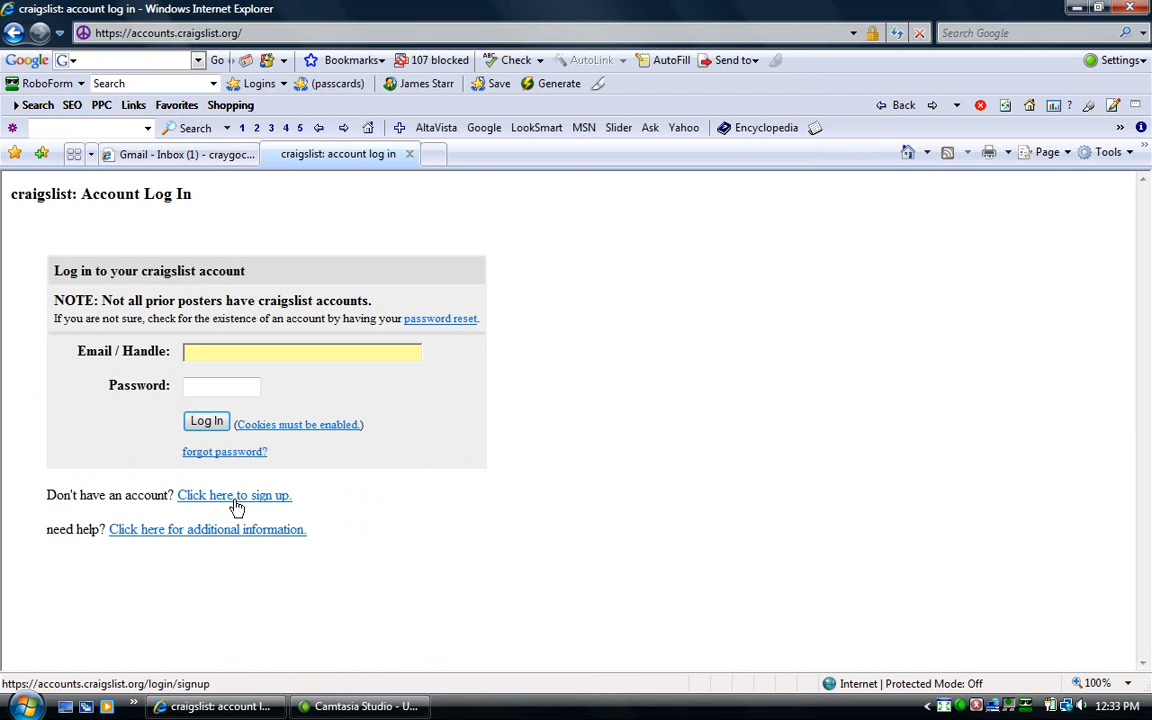 craigslist: account log in - Windows Internet Explorer
https://accounts.craigslist.org/
Search Google
Google G Go Bookmarks 107 blocked Check AutoLink AutoFill Send to Settings
RoboForm Search Logins (passcards) James Starr Save Generate
Search SEO PPC Links Favorites Shopping Back ?
Search 1 2 3 4 5 AltaVista Google LookSmart MSN Slider Ask Yahoo Encyclopedia »
Gmail - Inbox (1) - craygoc... craigslist: account log in Page Tools »
craigslist: Account Log In
Log in to your craigslist account
NOTE: Not all prior posters have craigslist accounts.
If you are not sure, check for the existence of an account by having your password reset.
Email / Handle:
Password:
Log In (Cookies must be enabled.)
forgot password?
Don't have an account? Click here to sign up.
need help? Click here for additional information.
https://accounts.craigslist.org/login/signup
Internet | Protected Mode: Off 100%
» craigslist: account l... Camtasia Studio - U... 12:33 PM